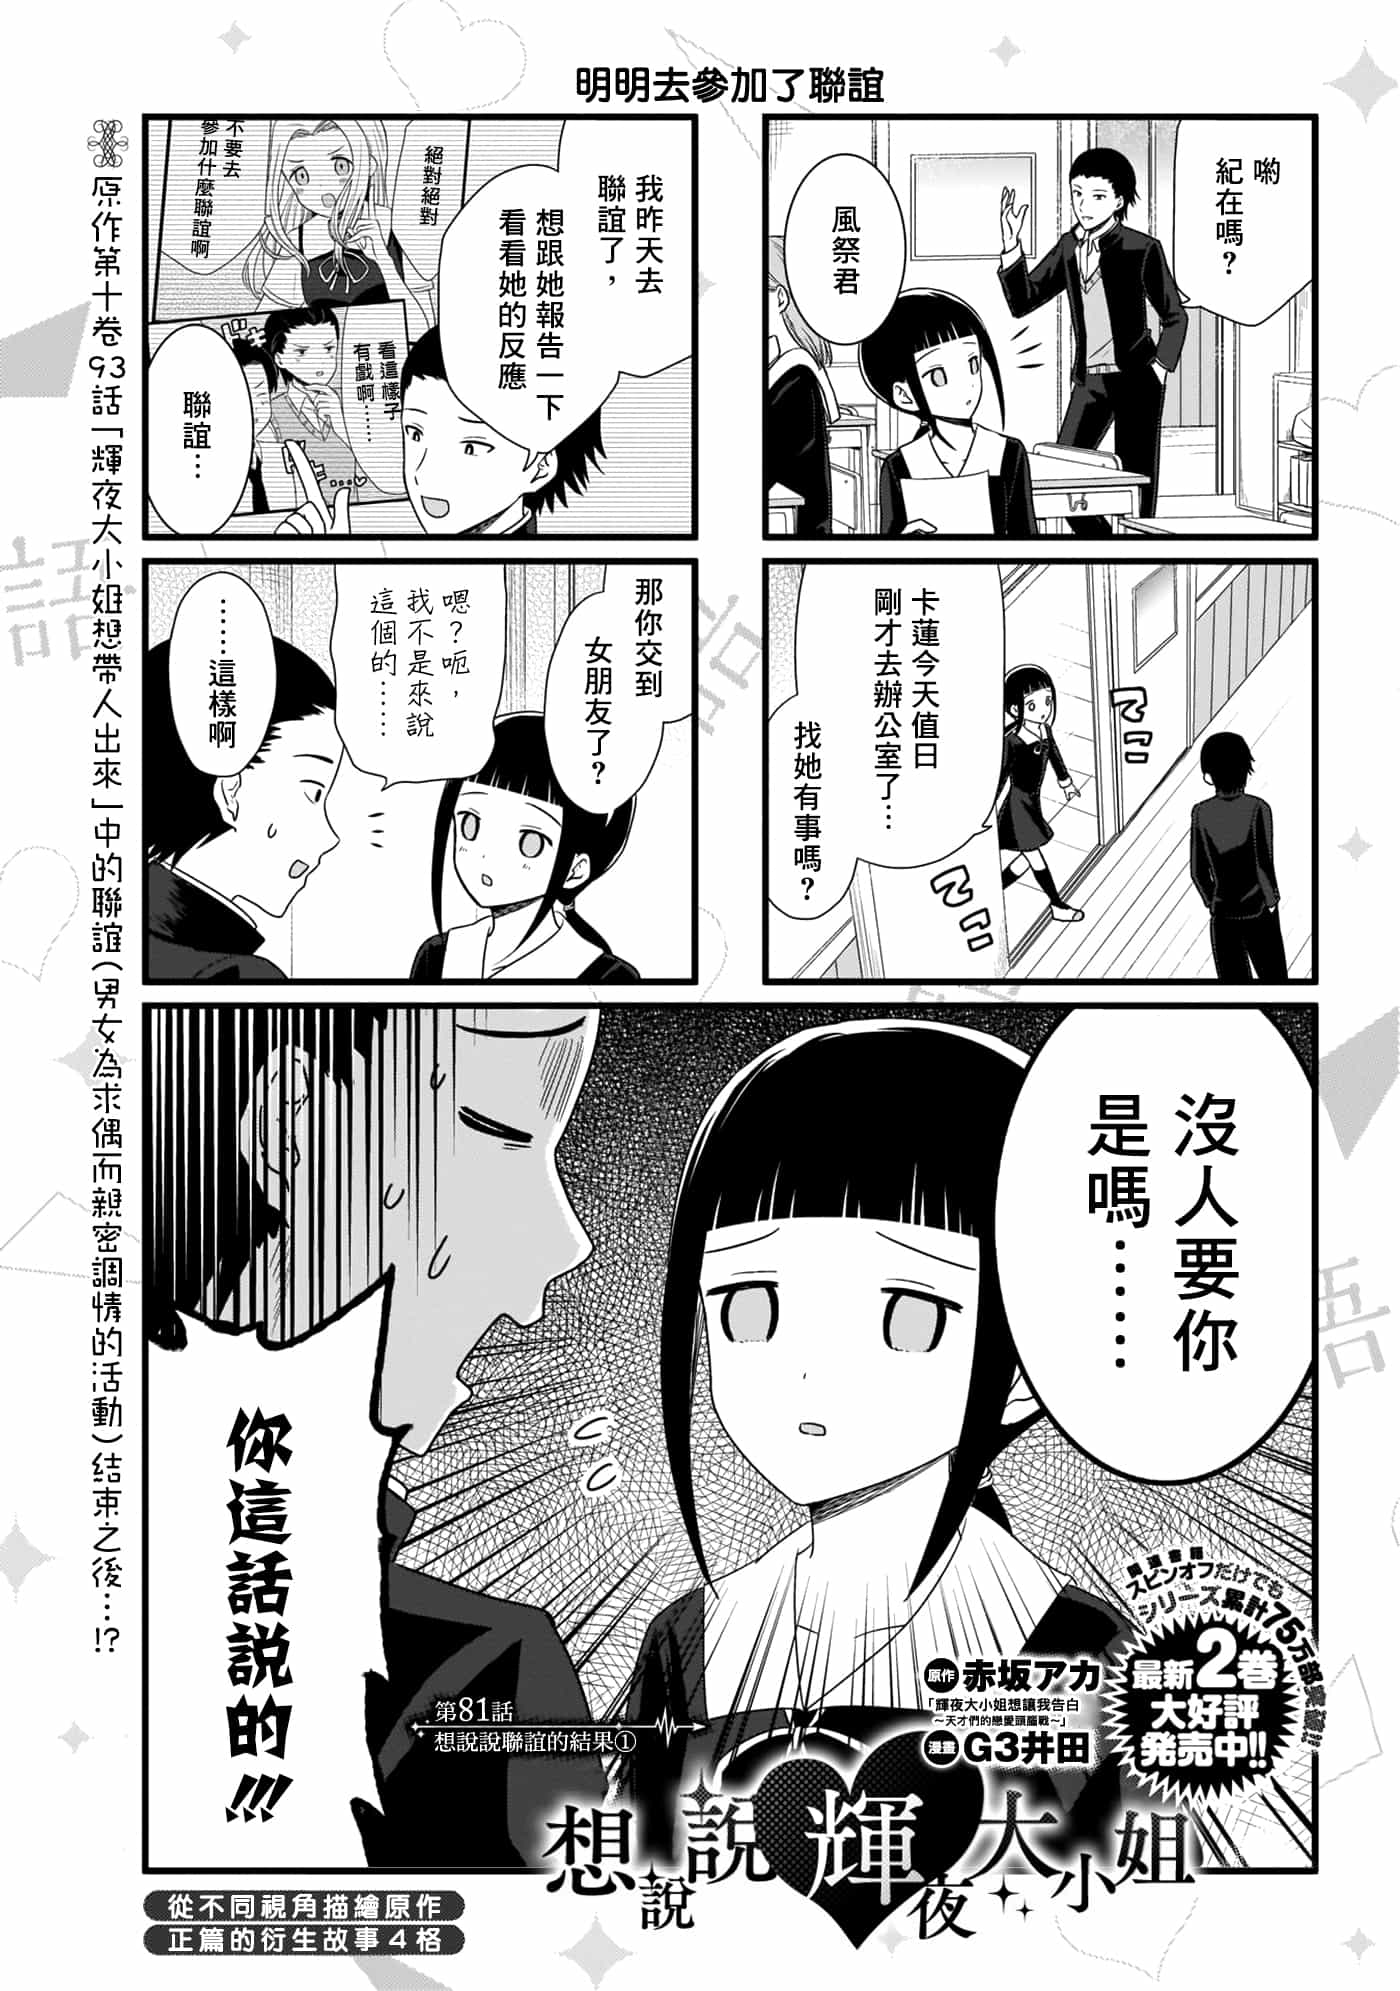 明明去參加了聯誼
喲
紀在嗎？
風祭君
我昨天去
聯誼了，
想跟她報告一下
看看她的反應
絕對絕對
不要去
參加什麼聯誼啊
看這樣子
有戲啊……
聯誼…
卡蓮今天值日
剛才去辦公室了…
找她有事嗎？
てこ
てこ
那你交到
女朋友了？
嗯？呃，
我不是來說
這個的……
……這樣啊
沒人要你
是嗎………
你這話說的!!!
原作第十卷93話「輝夜大小姐想帶人出來」中的聯誼(男女為求偶而親密調情的活動)結束之後…!?
関連書籍
スピンオフだけでも
シリーズ累計75万部突破!!
最新2巻
大好評
発売中!!
原作 赤坂アカ
「輝夜大小姐想讓我告白
～天才們的戀愛頭腦戰～」
漫畫 G3井田
第81話
想說說聯誼的結果①
想說說輝夜大小姐
從不同視角描繪原作
正篇的衍生故事4格